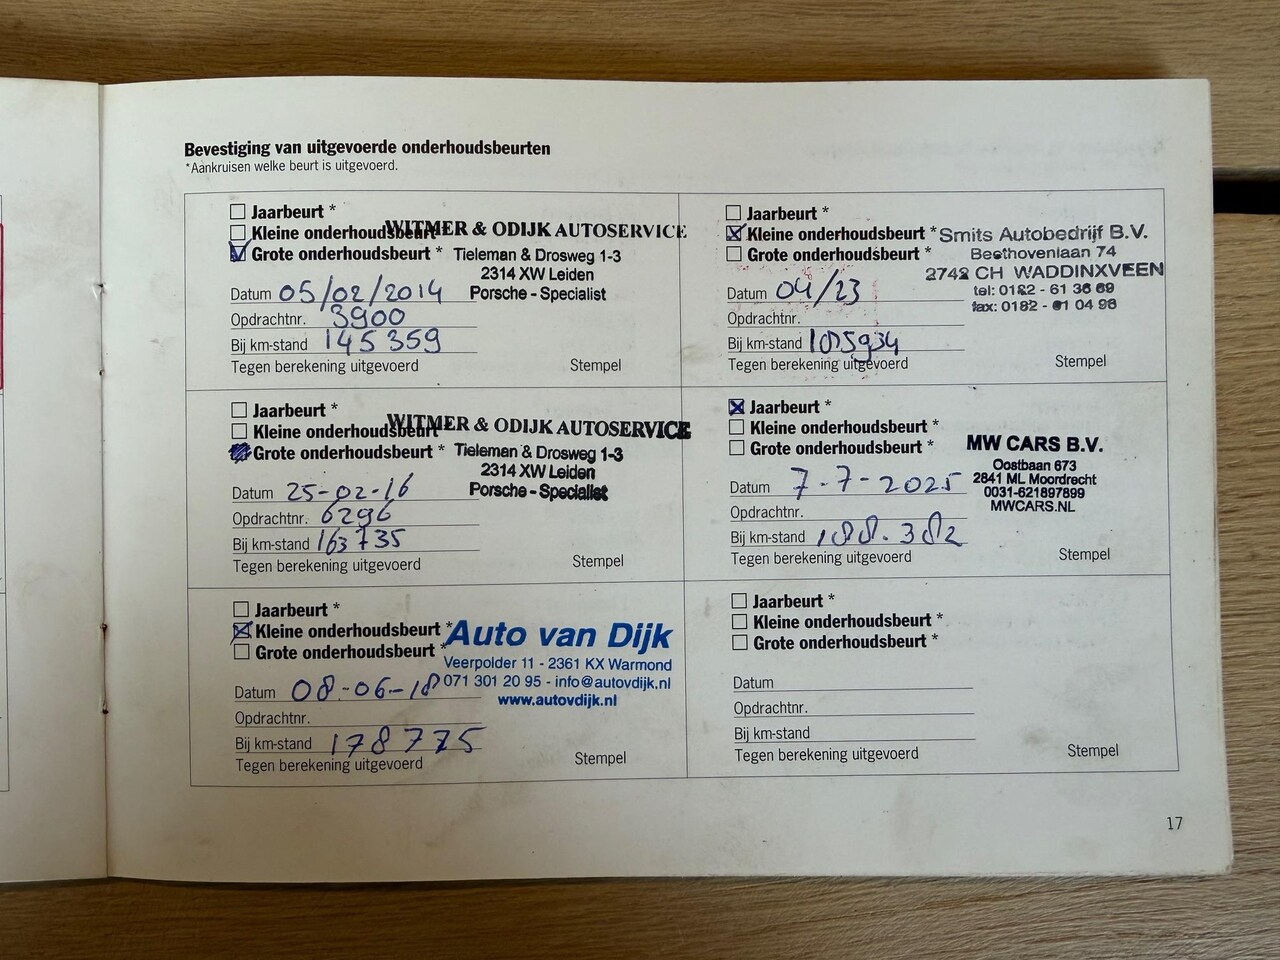 Bevestiging van uitgevoerde onderhoudsbeurten
*Aankruisen welke beurt is uitgevoerd.
Jaarbeurt *
Kleine onderhoudsbeurt
Grote onderhoudsbeurt *
WITMER & ODIJK AUTOSERVICE
Tieleman & Drosweg 1-3
2314 XW Leiden
Porsche - Specialist
Datum 05/02/2014
Opdrachtnr. 3900
Bij km-stand 145359
Tegen berekening uitgevoerd
Stempel
Jaarbeurt *
Kleine onderhoudsbeurt
Grote onderhoudsbeurt *
WITMER & ODIJK AUTOSERVICE
Tieleman & Drosweg 1-3
2314 XW Leiden
Porsche - Specialist
Datum 25-02-16
Opdrachtnr. 6296
Bij km-stand 163735
Tegen berekening uitgevoerd
Stempel
Jaarbeurt *
Kleine onderhoudsbeurt *
Grote onderhoudsbeurt *
Auto van Dijk
Veerpolder 11 - 2361 KX Warmond
071 301 20 95 - info@autovdijk.nl
www.autovdijk.nl
Datum 08-06-18
Opdrachtnr.
Bij km-stand 178775
Tegen berekening uitgevoerd
Stempel
Jaarbeurt *
Kleine onderhoudsbeurt *
Grote onderhoudsbeurt *
Smits Autobedrijf B.V.
Beethovenlaan 74
2742 CH WADDINXVEEN
tel: 0182 - 61 36 69
fax: 0182 - 61 04 96
Datum 04/23
Opdrachtnr.
Bij km-stand
Tegen berekening uitgevoerd
Stempel
Jaarbeurt *
Kleine onderhoudsbeurt *
Grote onderhoudsbeurt *
MW CARS B.V.
Oostbaan 673
2841 ML Moordrecht
0031-621897899
MWCARS.NL
Datum 7-7-2025
Opdrachtnr.
Bij km-stand 188.382
Tegen berekening uitgevoerd
Stempel
Jaarbeurt *
Kleine onderhoudsbeurt *
Grote onderhoudsbeurt *
Datum
Opdrachtnr.
Bij km-stand
Tegen berekening uitgevoerd
Stempel
17